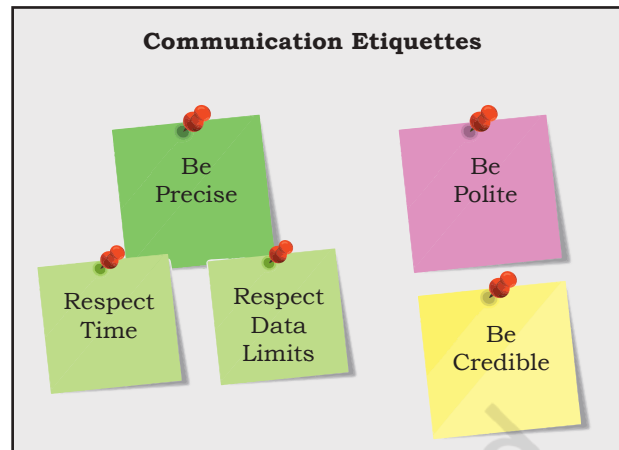 Communication Etiquettes
Be
Precise
Respect
Time
Respect
Data
Limits
Be
Polite
Be
Credible